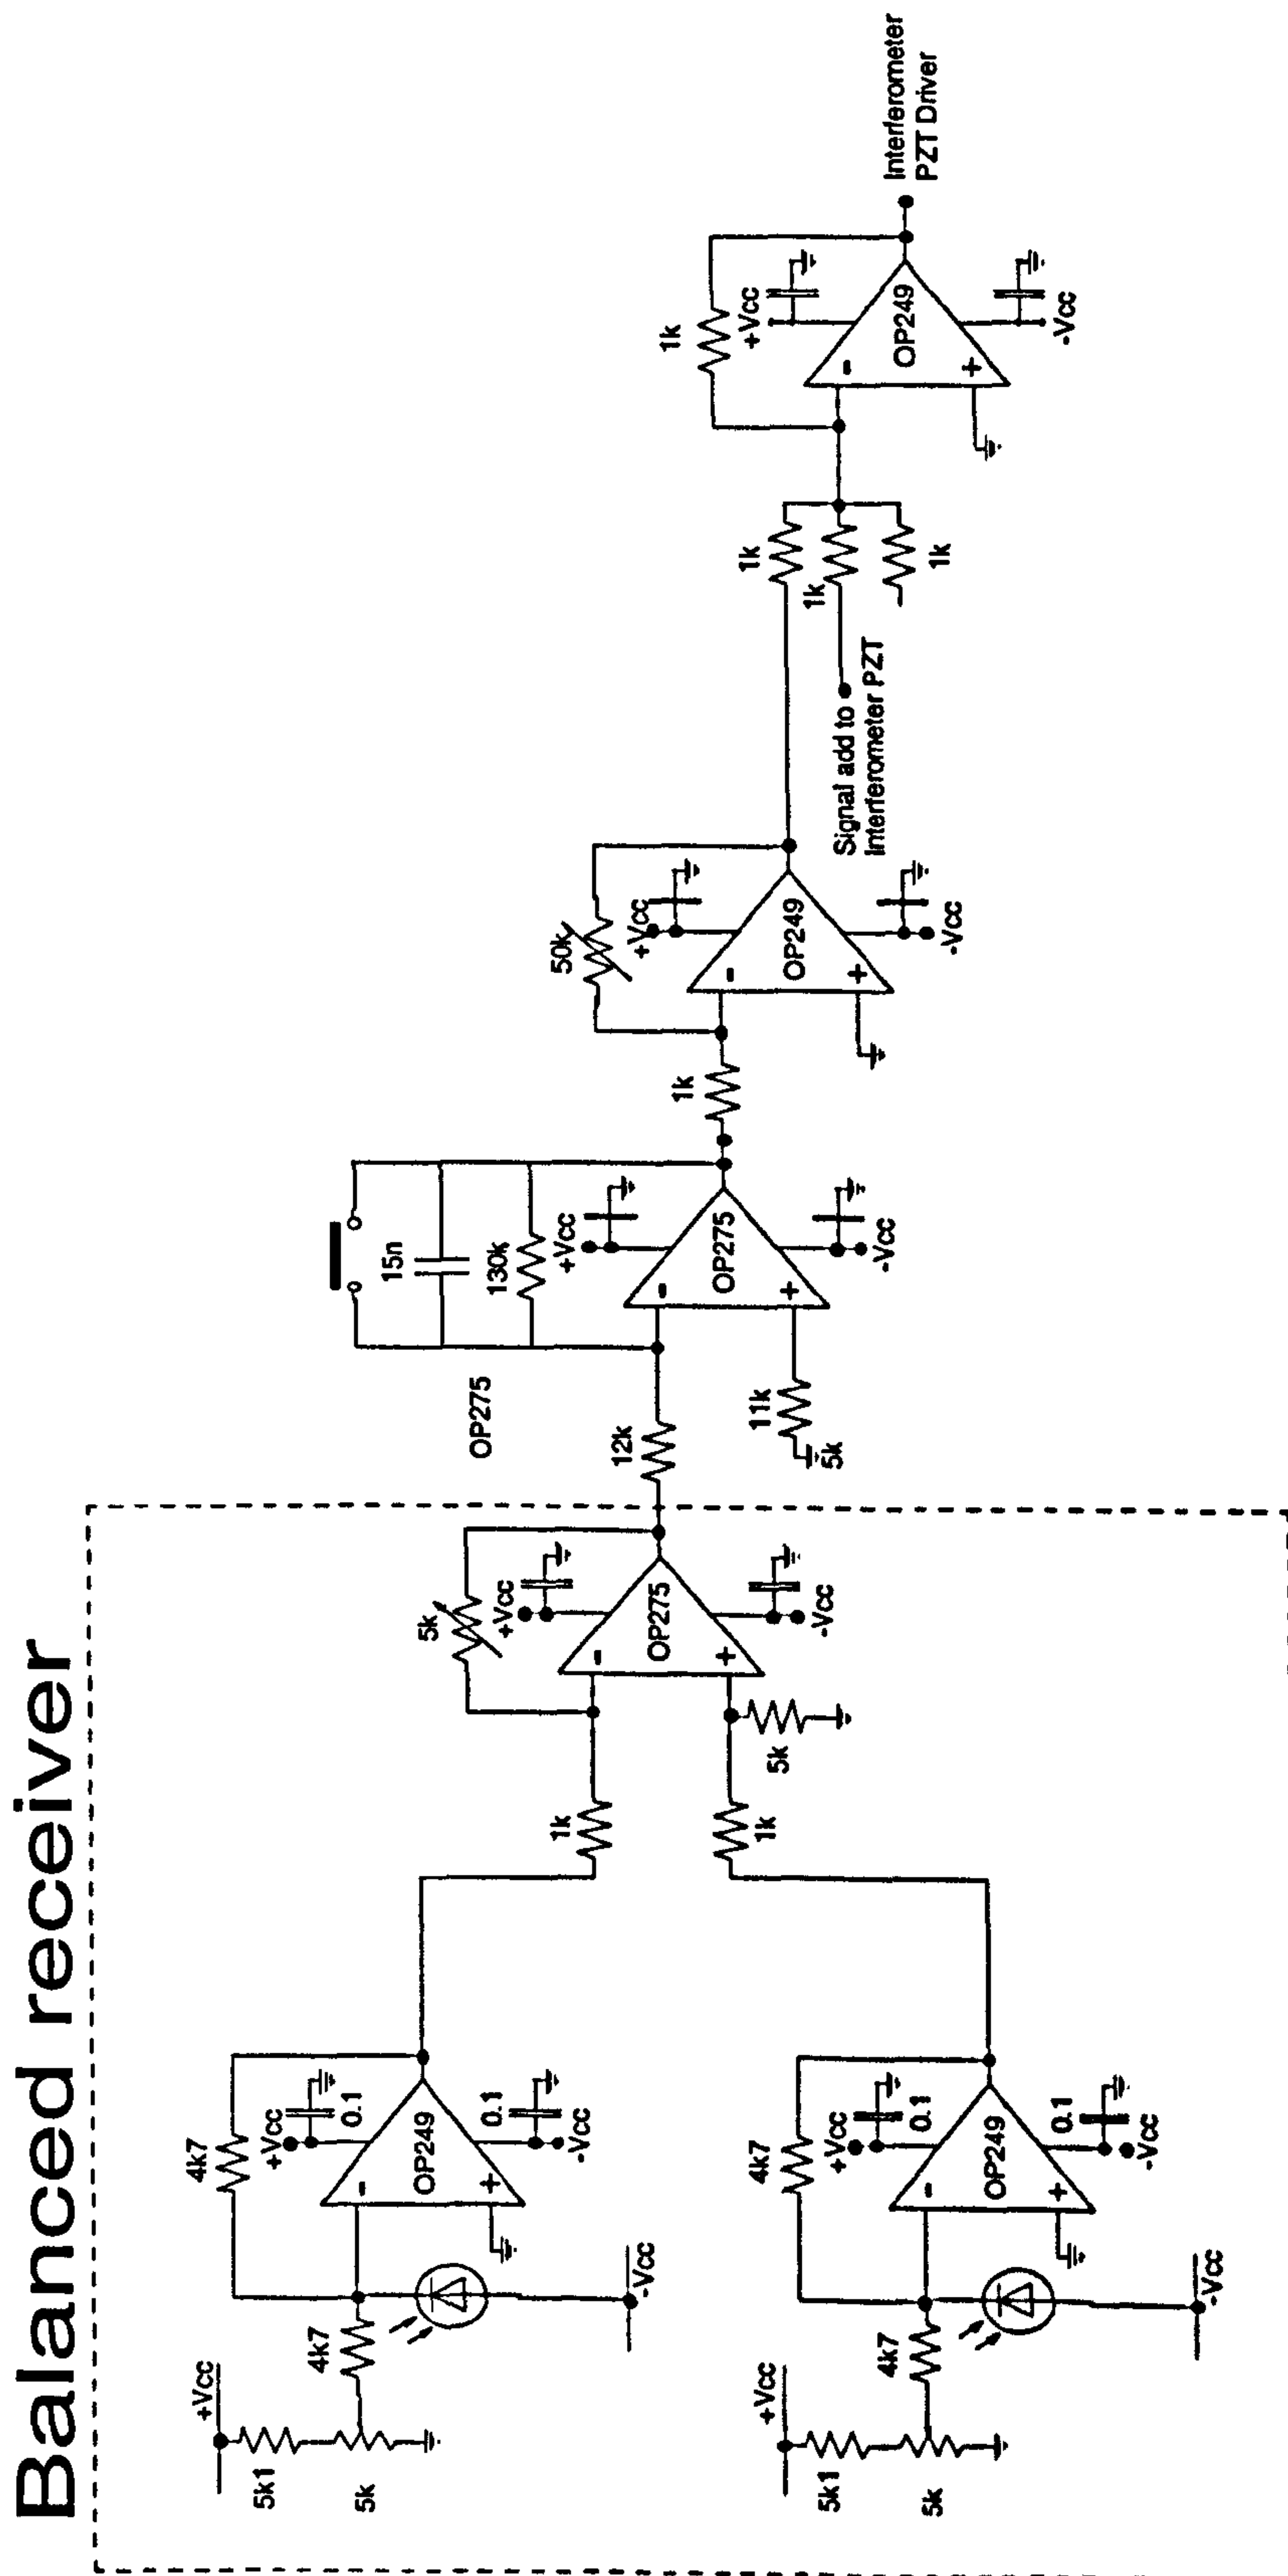 Balanced receiver
+Vcc
5k1
5k
4k7
4k7
+Vcc
0.1
-
OP249
+
0.1
-Vcc
-Vcc
+Vcc
5k1
5k
4k7
4k7
+Vcc
0.1
-
OP249
+
0.1
-Vcc
-Vcc
1k
1k
5k
5k
+Vcc
-
OP275
+
-Vcc
OP275
12k
11k
5k
15n
130k
+Vcc
-
OP275
+
-Vcc
1k
50k
+Vcc
-
OP249
+
-Vcc
Signal add to
Interferometer PZT
1k
1k
1k
1k
+Vcc
-
OP249
+
-Vcc
Interferometer
PZT Driver